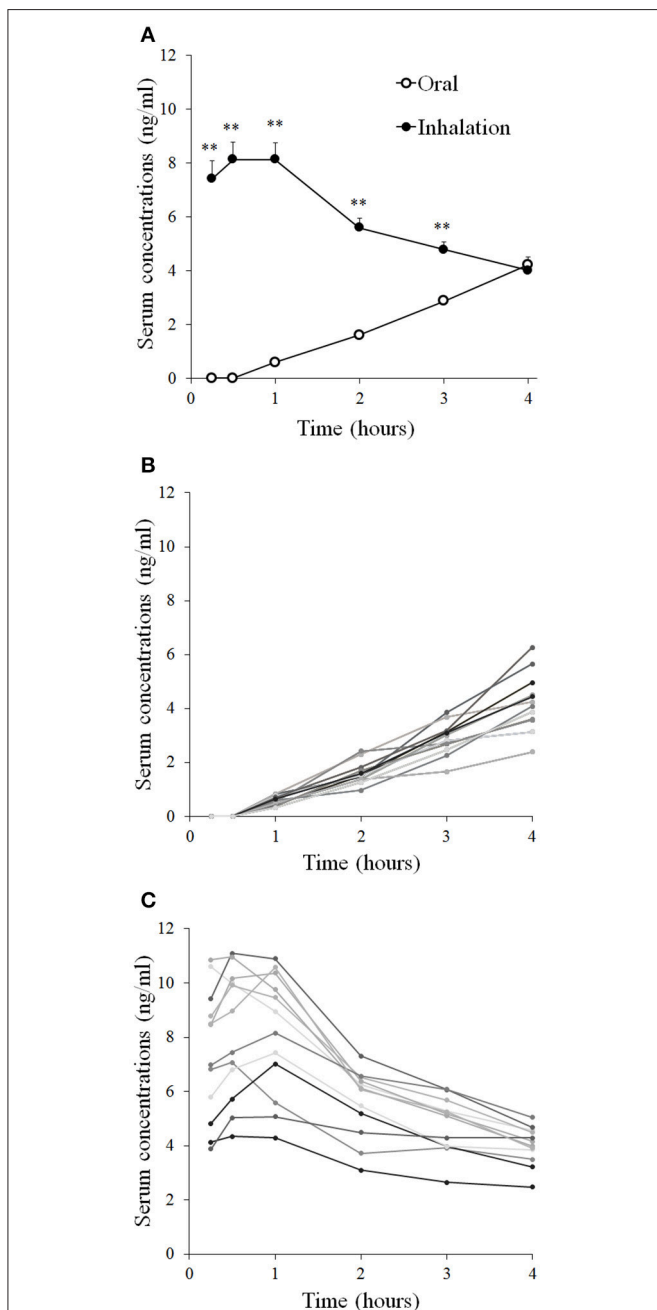 A
12
Oral
10
Inhalation
** ** **
8
** **
6
4
2
0
Serum concentrations (ng/ml)
0 1 2 3 4
Time (hours)
B
12
10
8
6
4
2
0
Serum concentrations (ng/ml)
0 1 2 3 4
Time (hours)
C
12
10
8
6
4
2
0
Serum concentrations (ng/ml)
0 1 2 3 4
Time (hours)